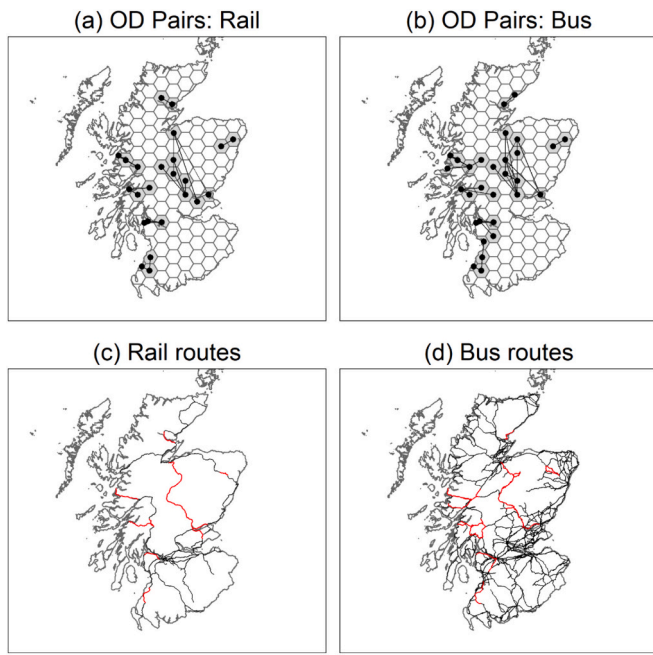 (a) OD Pairs: Rail
(b) OD Pairs: Bus
(c) Rail routes
(d) Bus routes